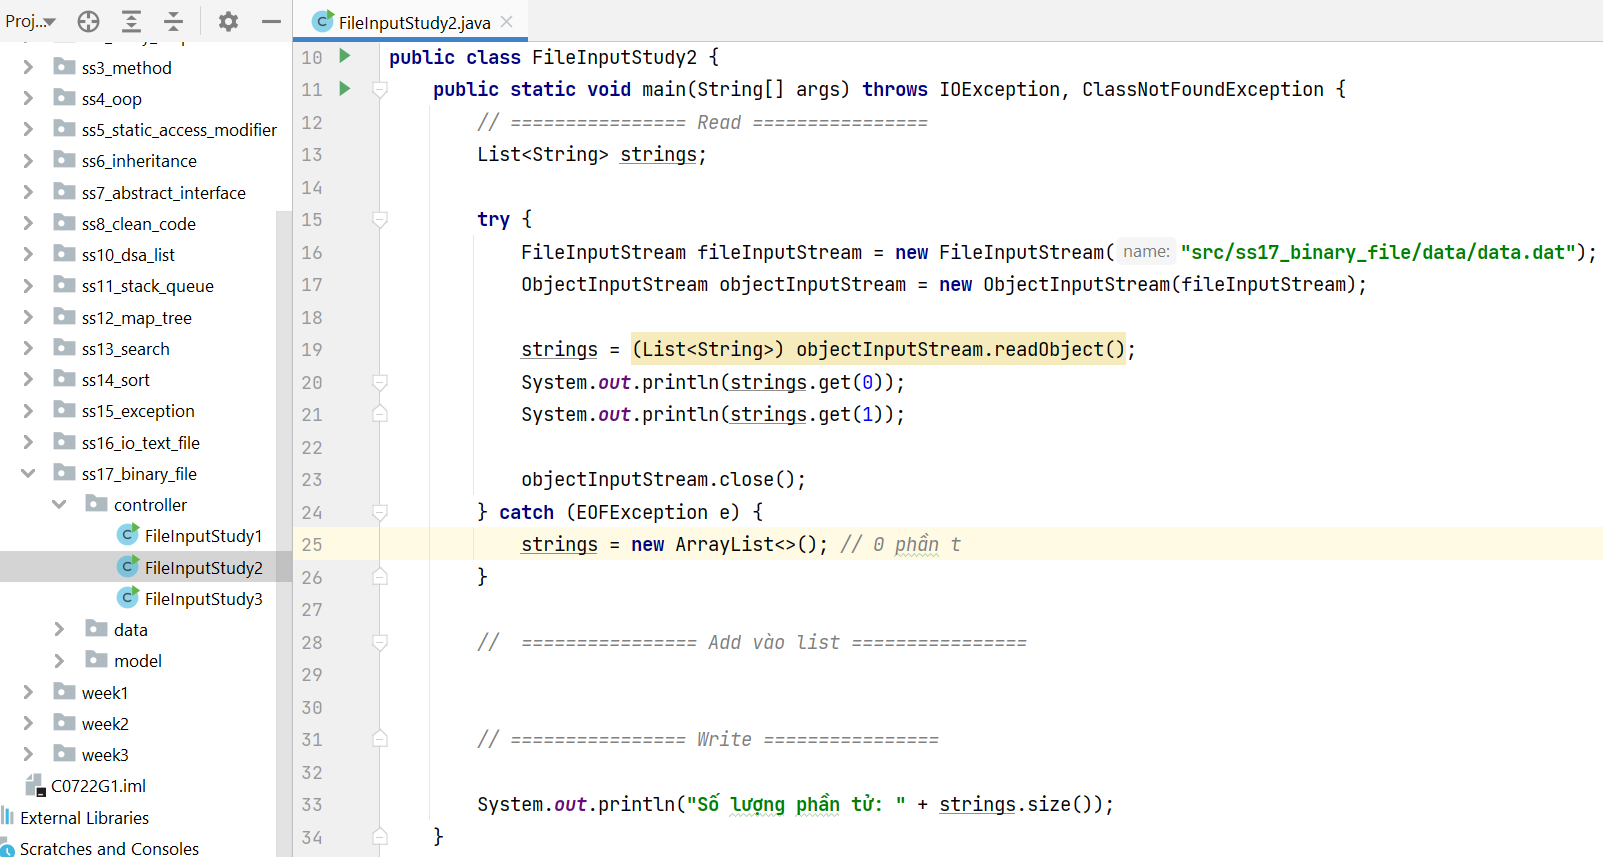 Proj...
FileInputStudy2.java
ss3_method
ss4_oop
ss5_static_access_modifier
ss6_inheritance
ss7_abstract_interface
ss8_clean_code
ss10_dsa_list
ss11_stack_queue
ss12_map_tree
ss13_search
ss14_sort
ss15_exception
ss16_io_text_file
ss17_binary_file
controller
FileInputStudy1
FileInputStudy2
FileInputStudy3
data
model
week1
week2
week3
C0722G1.iml
External Libraries
Scratches and Consoles
10 public class FileInputStudy2 {
11 public static void main(String[] args) throws IOException, ClassNotFoundException {
12 // ================ Read ================
13 List<String> strings;
14
15 try {
16 FileInputStream fileInputStream = new FileInputStream( name: "src/ss17_binary_file/data/data.dat");
17 ObjectInputStream objectInputStream = new ObjectInputStream(fileInputStream);
18
19 strings = (List<String>) objectInputStream.readObject();
20 System.out.println(strings.get(0));
21 System.out.println(strings.get(1));
22
23 objectInputStream.close();
24 } catch (EOFException e) {
25 strings = new ArrayList<>(); // 0 phần t
26 }
27
28 // ================ Add vào list ================
29
30
31 // ================ Write ================
32
33 System.out.println("Số lượng phần tử: " + strings.size());
34 }